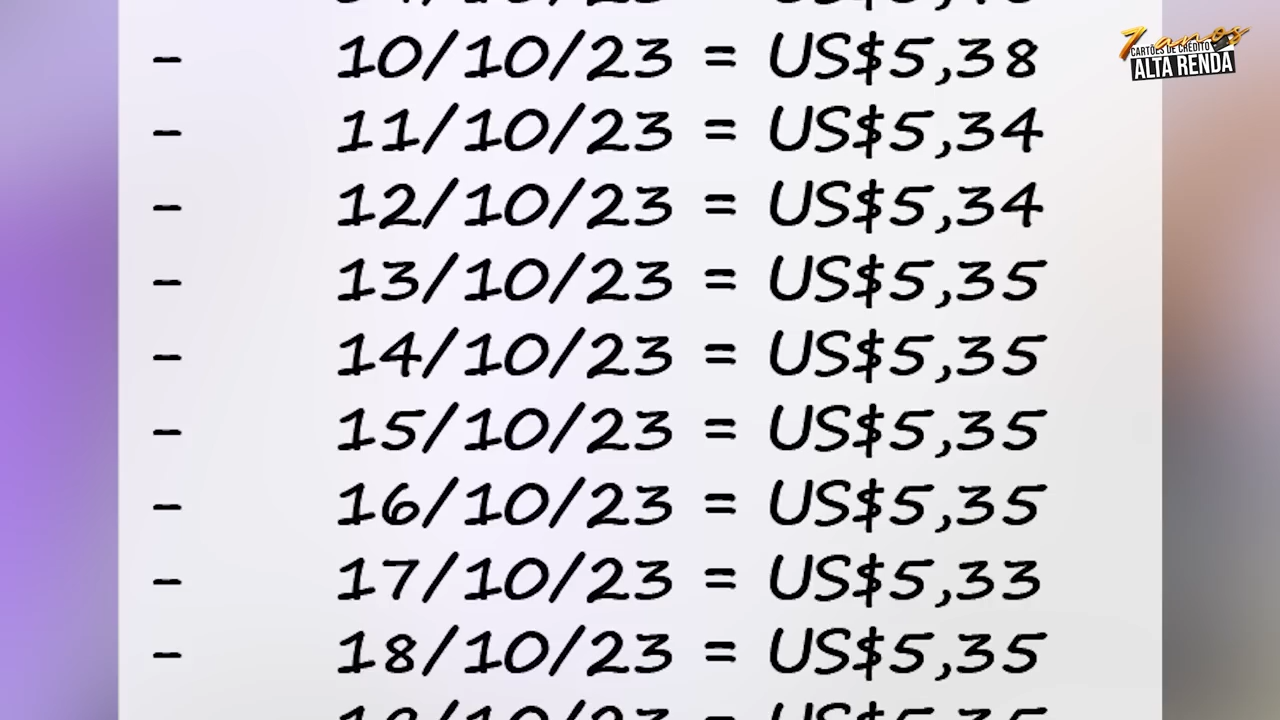 - 10/10/23 = US$5,38
- 11/10/23 = US$5,34
- 12/10/23 = US$5,34
- 13/10/23 = US$5,35
- 14/10/23 = US$5,35
- 15/10/23 = US$5,35
- 16/10/23 = US$5,35
- 17/10/23 = US$5,33
- 18/10/23 = US$5,35
7 anos
CARTÕES DE CRÉDITO
ALTA RENDA